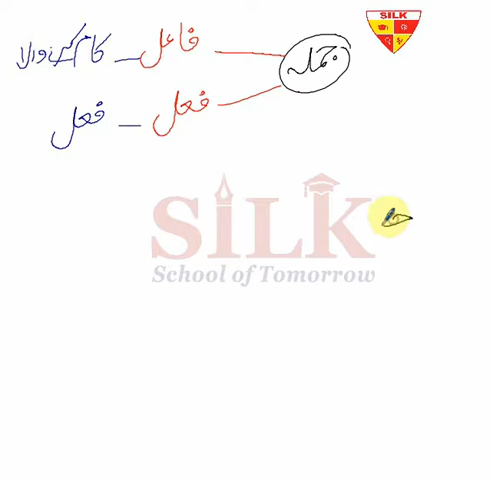 SILK
جملہ
فاعل — کام کرنے والا
فعل — فعل
SiLK
School of Tomorrow